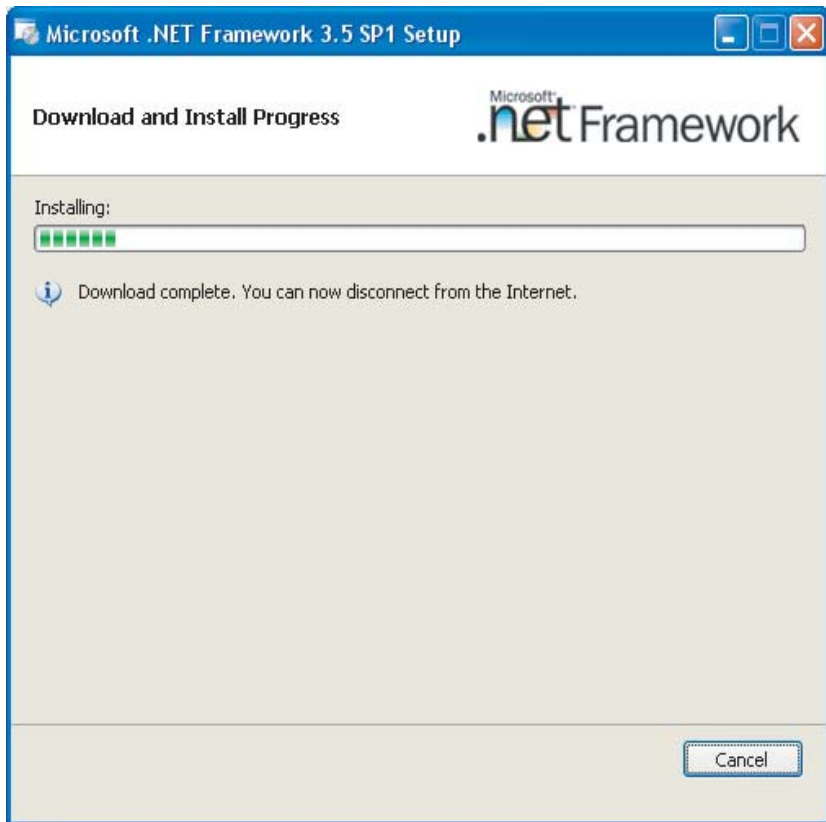 Microsoft .NET Framework 3.5 SP1 Setup
Download and Install Progress
Microsoft
.net Framework
Installing:
Download complete. You can now disconnect from the Internet.
Cancel